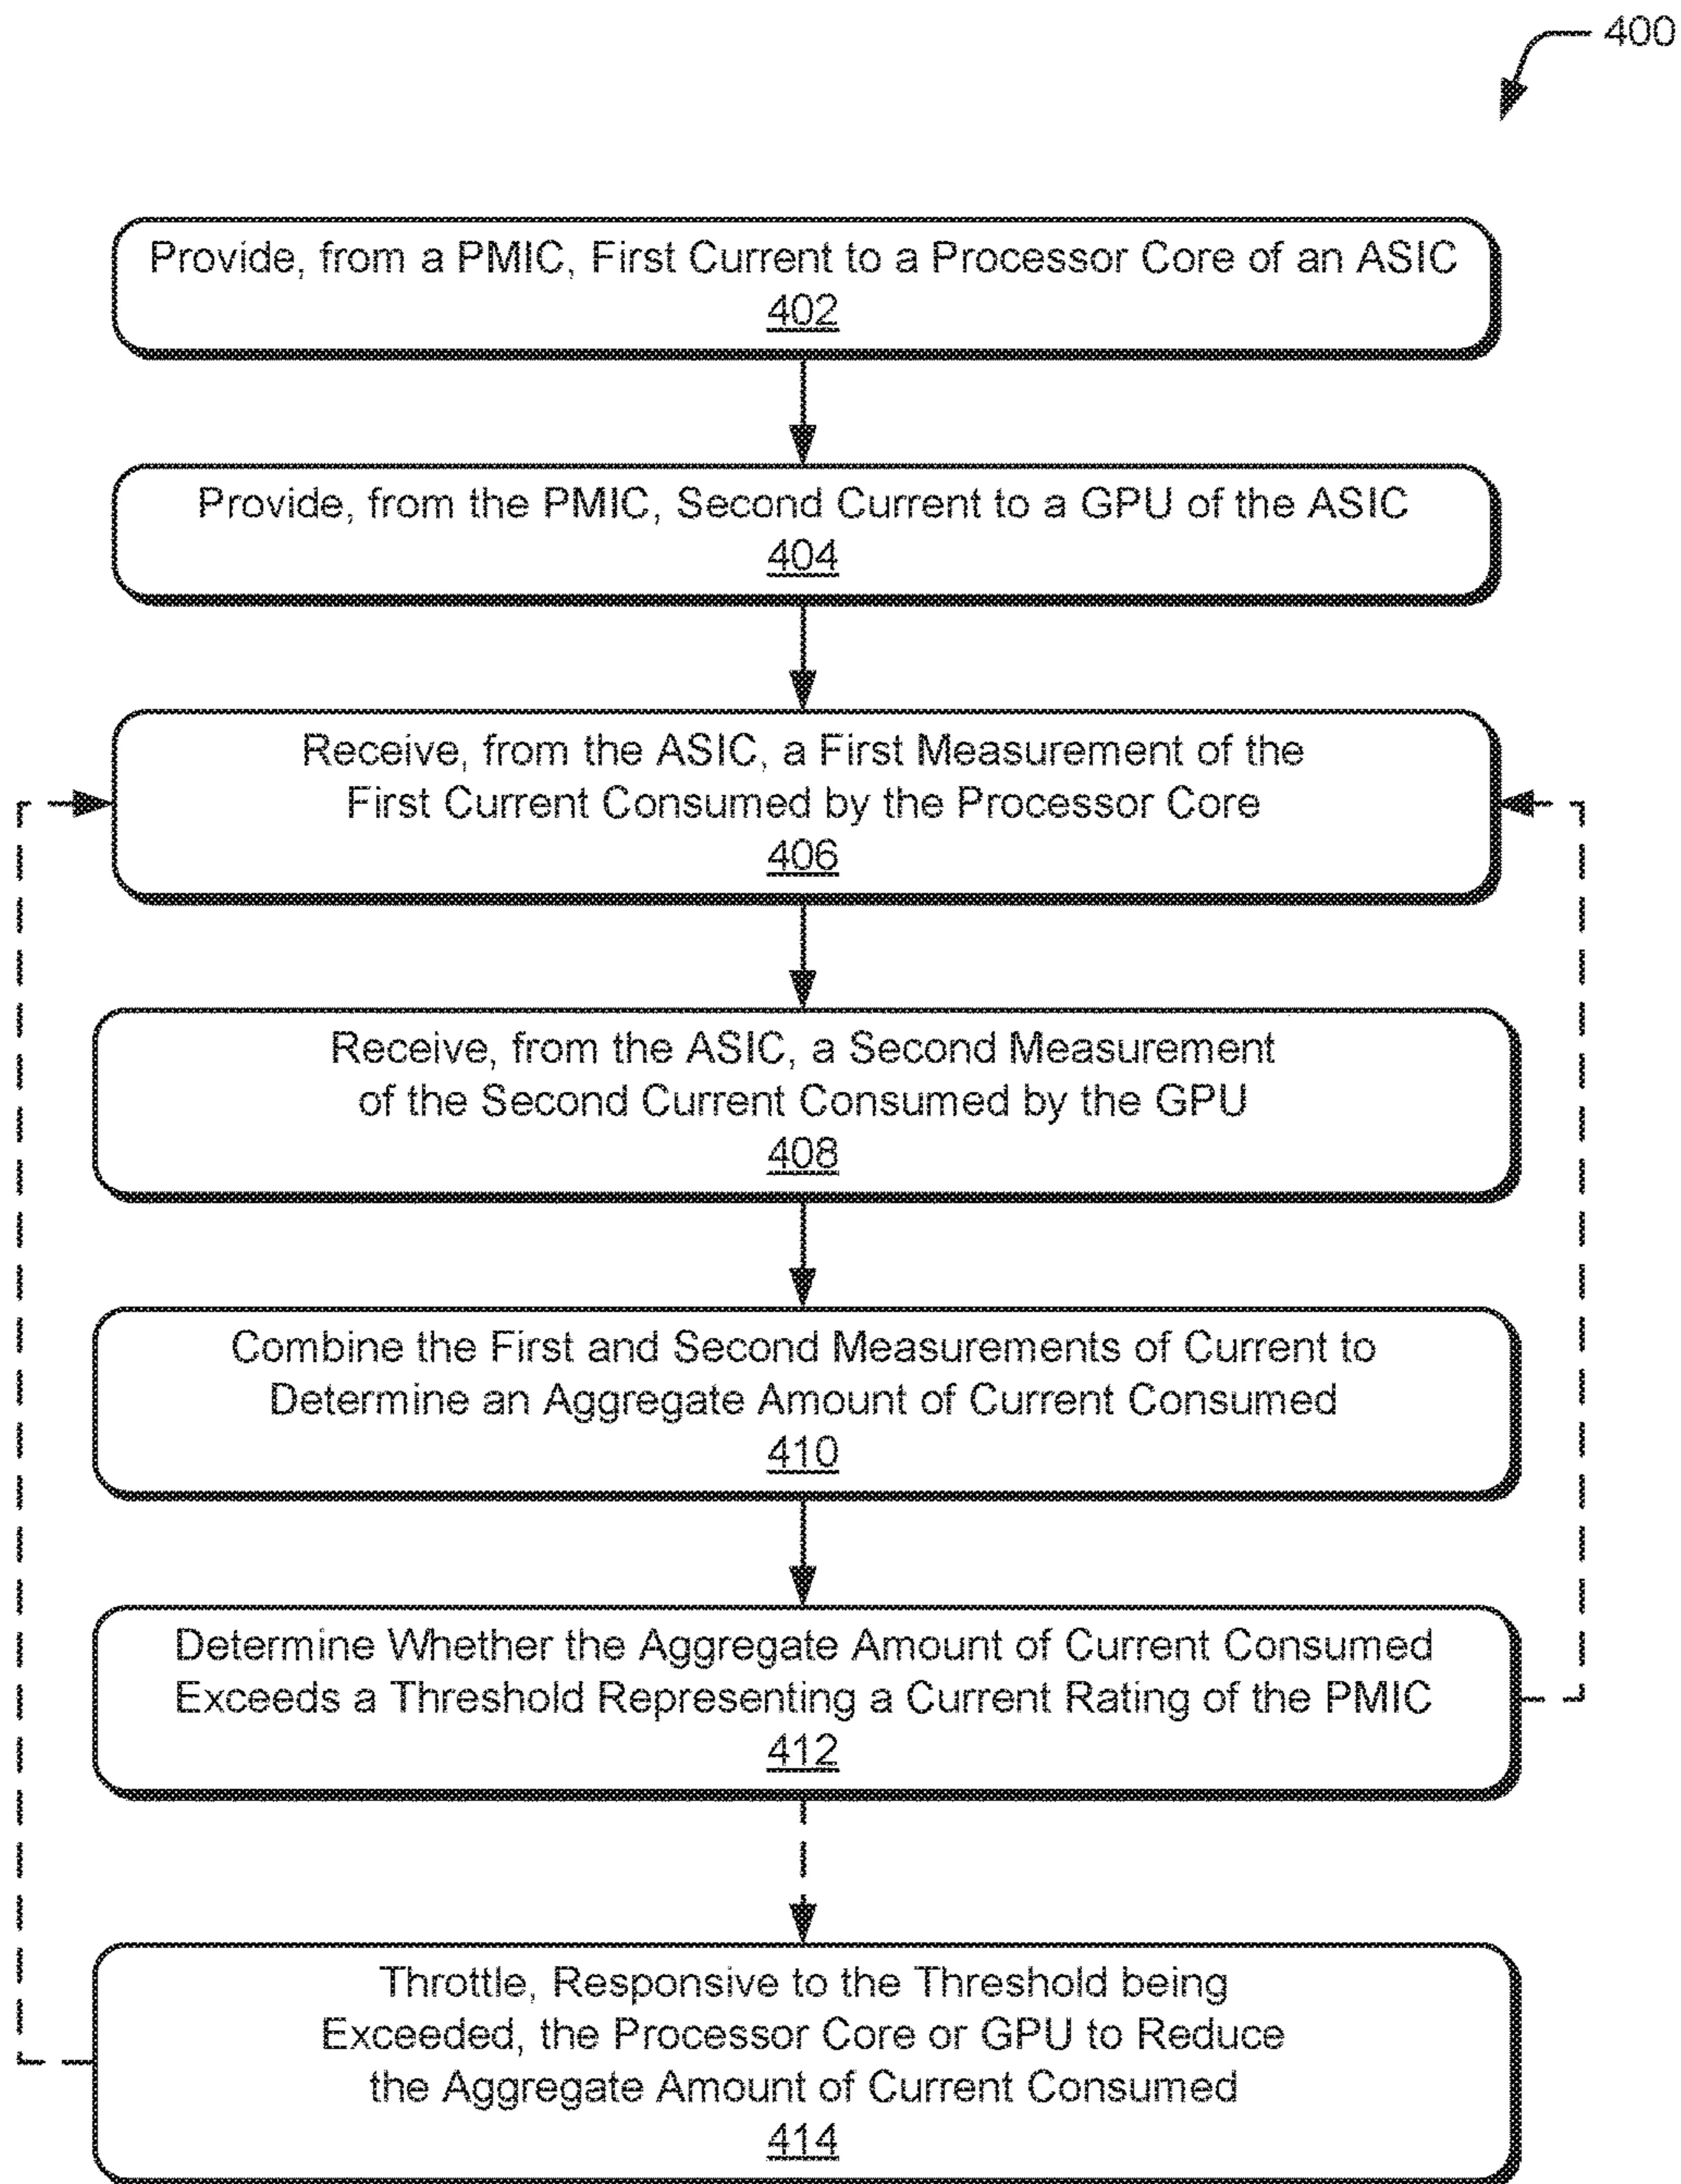 400
Provide, from a PMIC, First Current to a Processor Core of an ASIC
402
Provide, from the PMIC, Second Current to a GPU of the ASIC
404
Receive, from the ASIC, a First Measurement of the
First Current Consumed by the Processor Core
406
Receive, from the ASIC, a Second Measurement
of the Second Current Consumed by the GPU
408
Combine the First and Second Measurements of Current to
Determine an Aggregate Amount of Current Consumed
410
Determine Whether the Aggregate Amount of Current Consumed
Exceeds a Threshold Representing a Current Rating of the PMIC
412
Throttle, Responsive to the Threshold being
Exceeded, the Processor Core or GPU to Reduce
the Aggregate Amount of Current Consumed
414